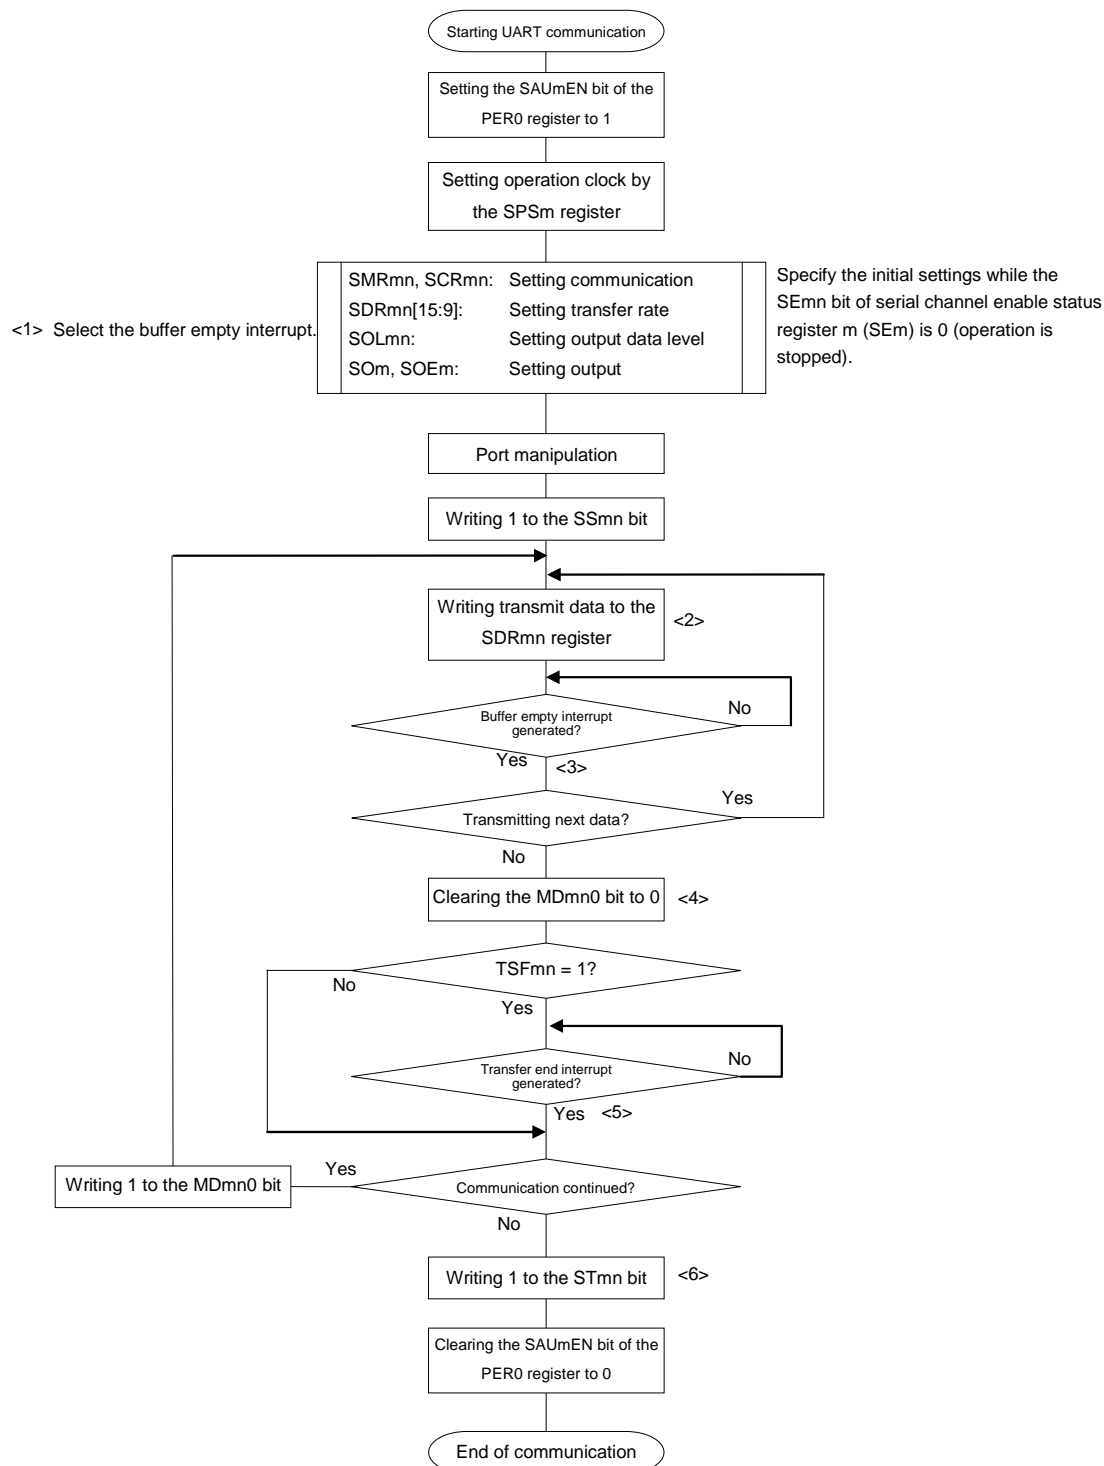 Starting UART communication
Setting the SAUmEN bit of the
PER0 register to 1
Setting operation clock by
the SPSm register
<1> Select the buffer empty interrupt.
SMRmn, SCRmn: Setting communication
SDRmn[15:9]: Setting transfer rate
SOLmn: Setting output data level
SOm, SOEm: Setting output
Specify the initial settings while the
SEmn bit of serial channel enable status
register m (SEm) is 0 (operation is
stopped).
Port manipulation
Writing 1 to the SSmn bit
Writing transmit data to the
SDRmn register
<2>
Buffer empty interrupt
generated?
No
Yes
<3>
Transmitting next data?
Yes
No
Clearing the MDmn0 bit to 0
<4>
TSFmn = 1?
No
Yes
Transfer end interrupt
generated?
No
Yes
<5>
Communication continued?
Yes
Writing 1 to the MDmn0 bit
No
Writing 1 to the STmn bit
<6>
Clearing the SAUmEN bit of the
PER0 register to 0
End of communication